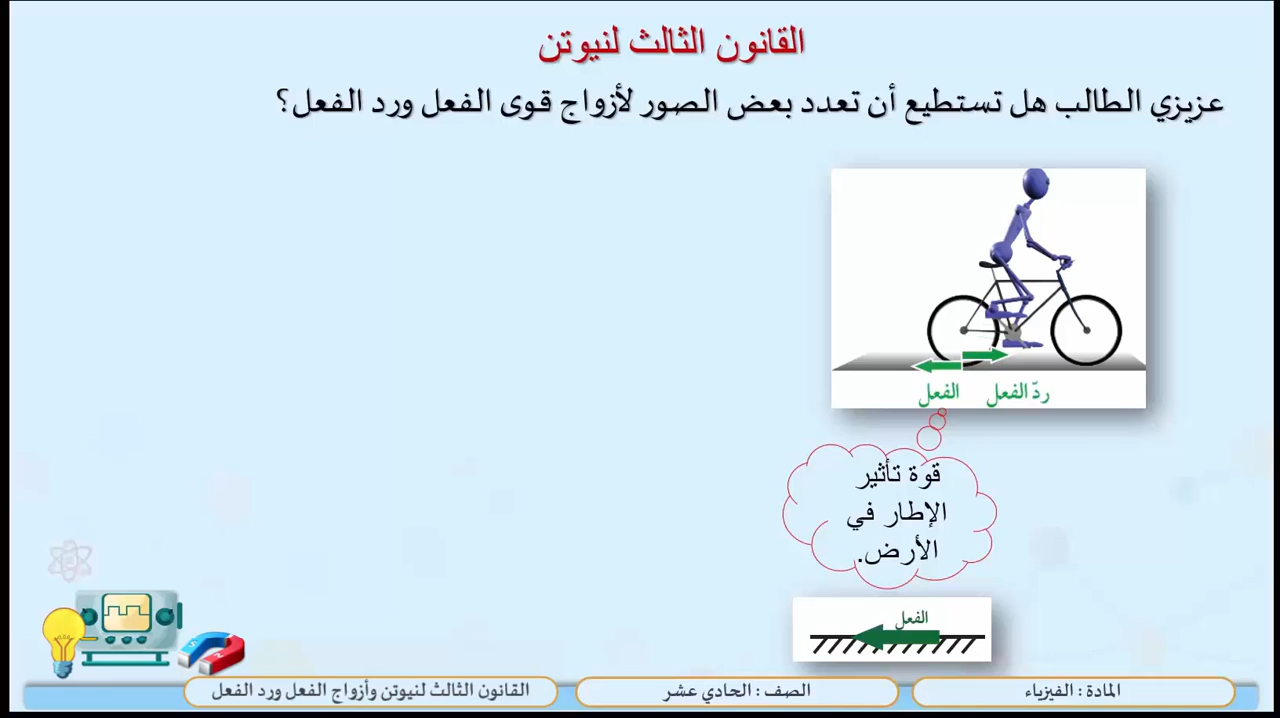 القانون الثالث لنيوتن
عزيزي الطالب هل تستطيع أن تعدد بعض الصور لأزواج قوى الفعل ورد الفعل؟
ردّ الفعل
الفعل
قوة تأثير
الإطار في
الأرض.
الفعل
المادة : الفيزياء
الصف : الحادي عشر
القانون الثالث لنيوتن وأزواج الفعل ورد الفعل